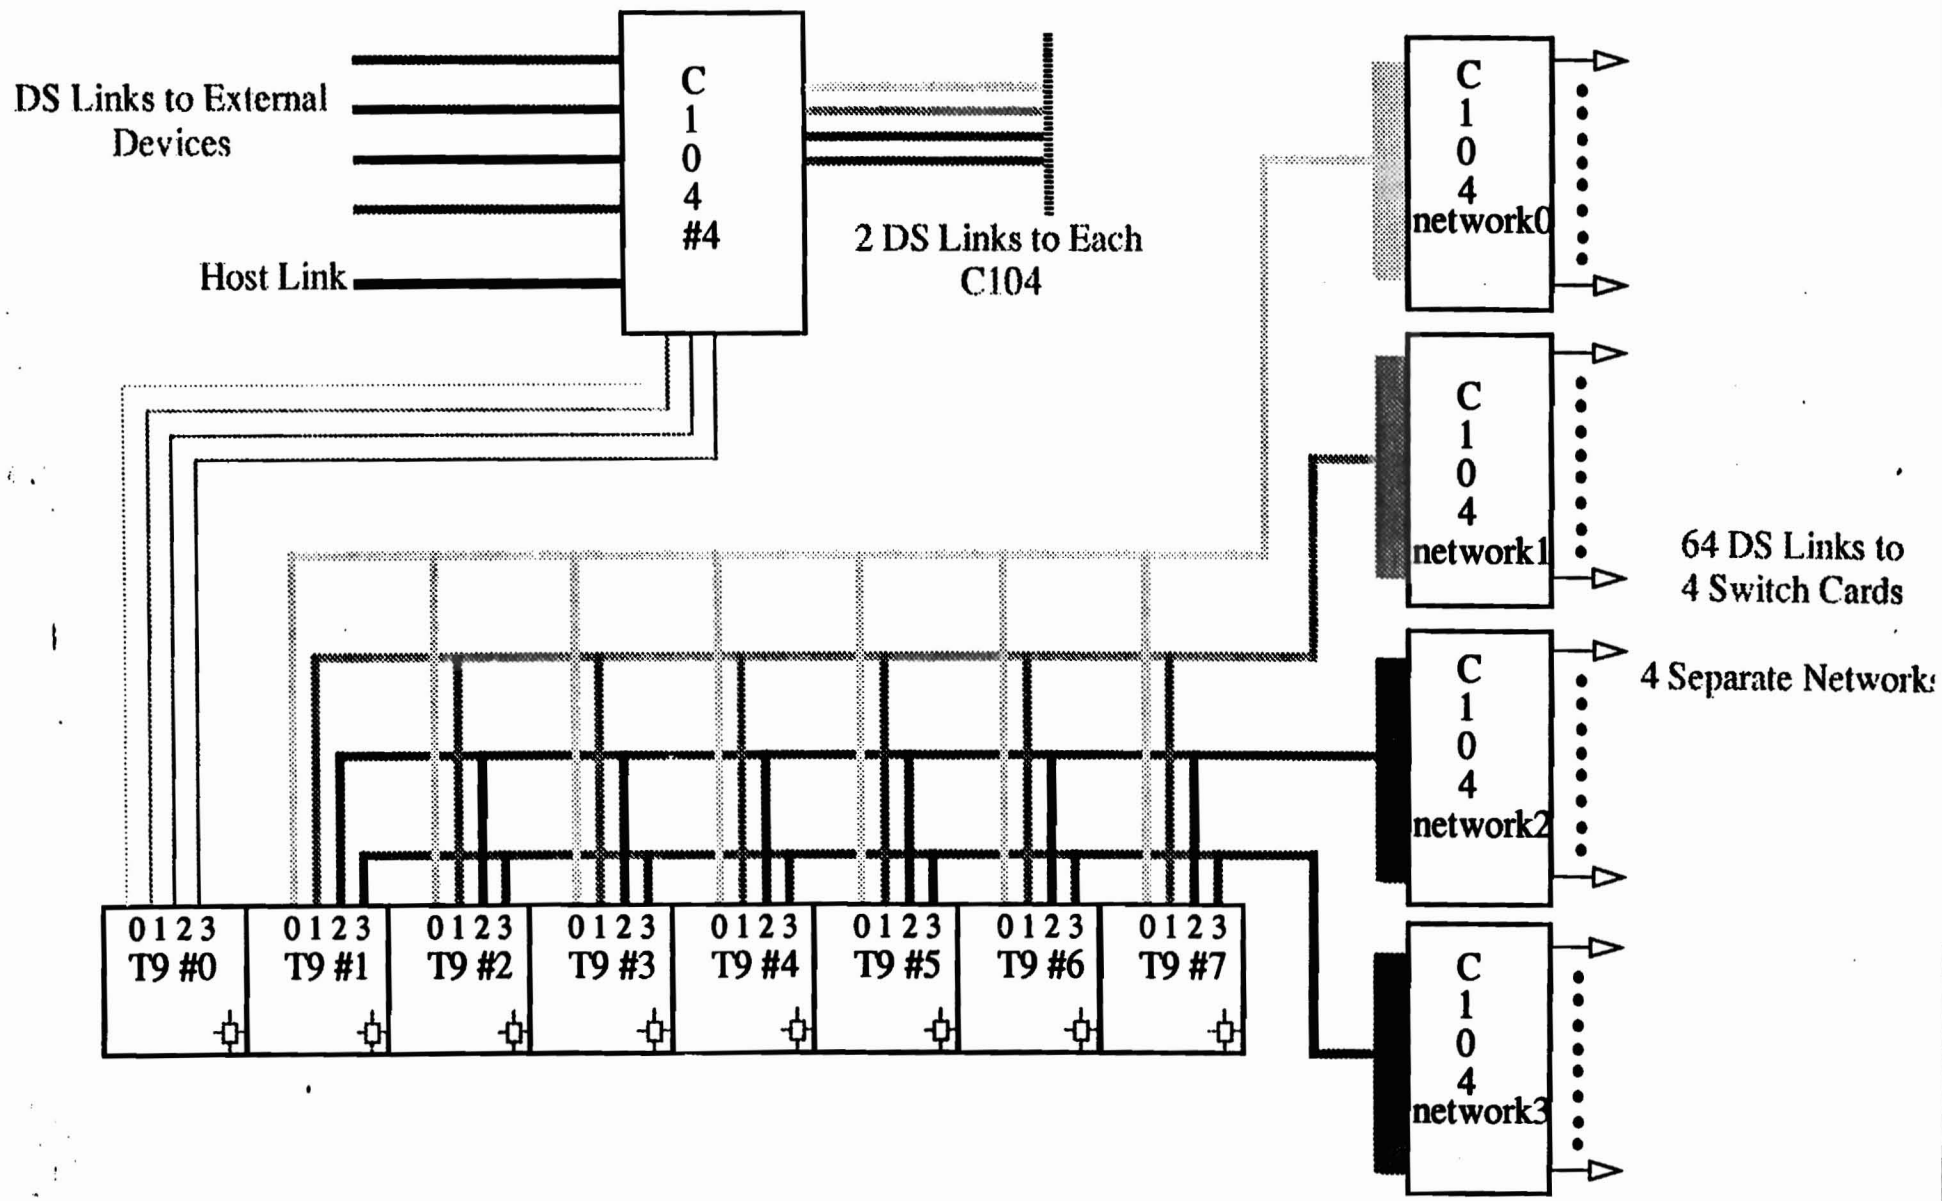 DS Links to External
Devices
Host Link
C
1
0
4
#4
2 DS Links to Each
C104
C
1
0
4
network0
C
1
0
4
network1
64 DS Links to
4 Switch Cards
C
1
0
4
network2
4 Separate Networks
C
1
0
4
network3
0 1 2 3
T9 #0
0 1 2 3
T9 #1
0 1 2 3
T9 #2
0 1 2 3
T9 #3
0 1 2 3
T9 #4
0 1 2 3
T9 #5
0 1 2 3
T9 #6
0 1 2 3
T9 #7